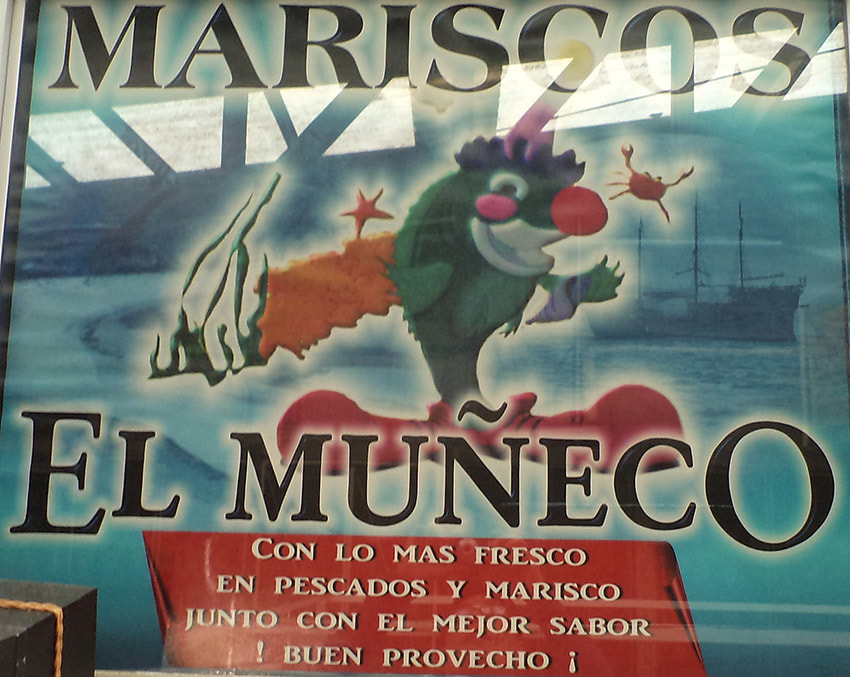 MARISCOS
EL MUÑECO
CON LO MAS FRESCO
EN PESCADOS Y MARISCO
JUNTO CON EL MEJOR SABOR
! BUEN PROVECHO ¡